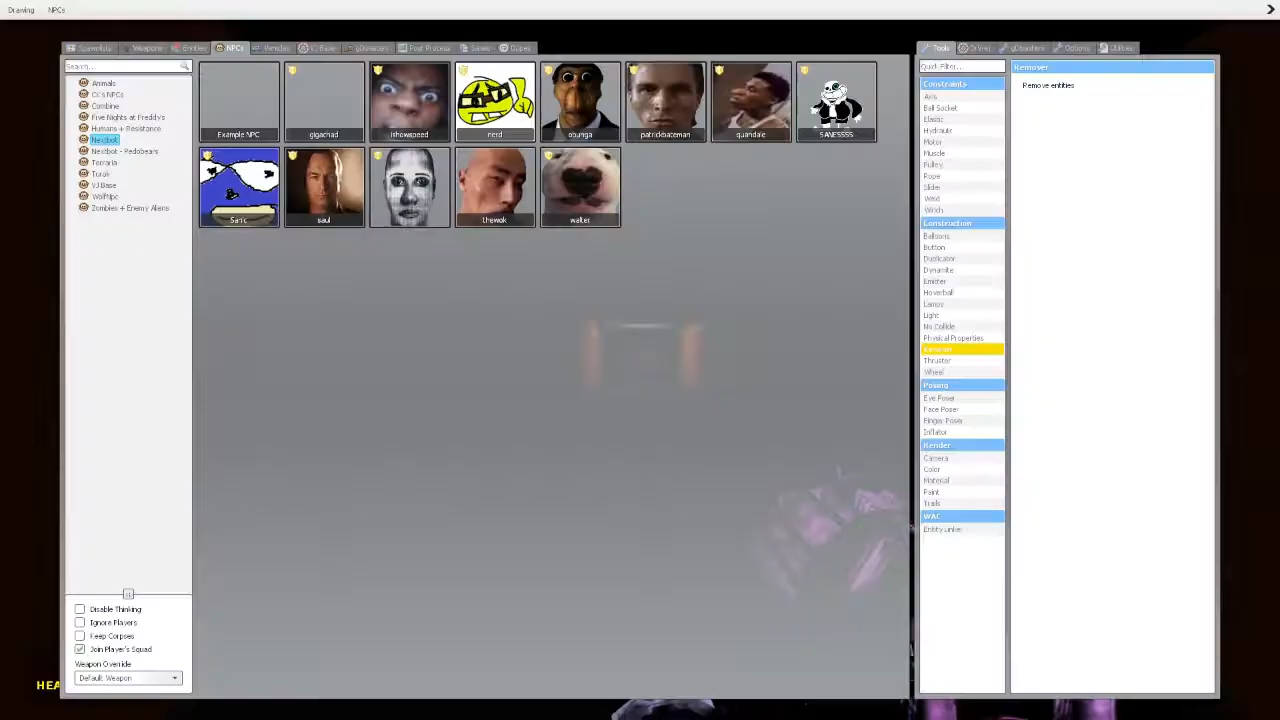 Drawing NPCs
Spawnlists Weapons Entities NPCs Vehicles VJ Base gDisasters Post Process Saves Dupes
Tools DrVrej gDisasters Options Utilities
Search...
Animals
Combine
Five Nights at Freddy's
Humans + Resistance
Nextbot
Nextbot - Pedobears
Terraria
Turok
VJ Base
Zombies + Enemy Aliens
Example NPC
gigachad
ishowspeed
nerd
obunga
patrickbateman
quandale
SANESSSS
Sanic
saul
thewok
walter
Disable Thinking
Ignore Players
Keep Corpses
Join Player's Squad
Weapon Override
Default Weapon
HEA
Quick Filter...
Constraints
Axis
Ball Socket
Elastic
Hydraulic
Motor
Muscle
Pulley
Rope
Slider
Weld
Winch
Construction
Balloons
Button
Duplicator
Dynamite
Emitter
Hoverball
Lamps
Light
No Collide
Physical Properties
Remover
Thruster
Wheel
Posing
Eye Poser
Face Poser
Finger Poser
Inflator
Render
Camera
Color
Material
Paint
Trails
WAC
Entity Linker
Remover
Remove entities